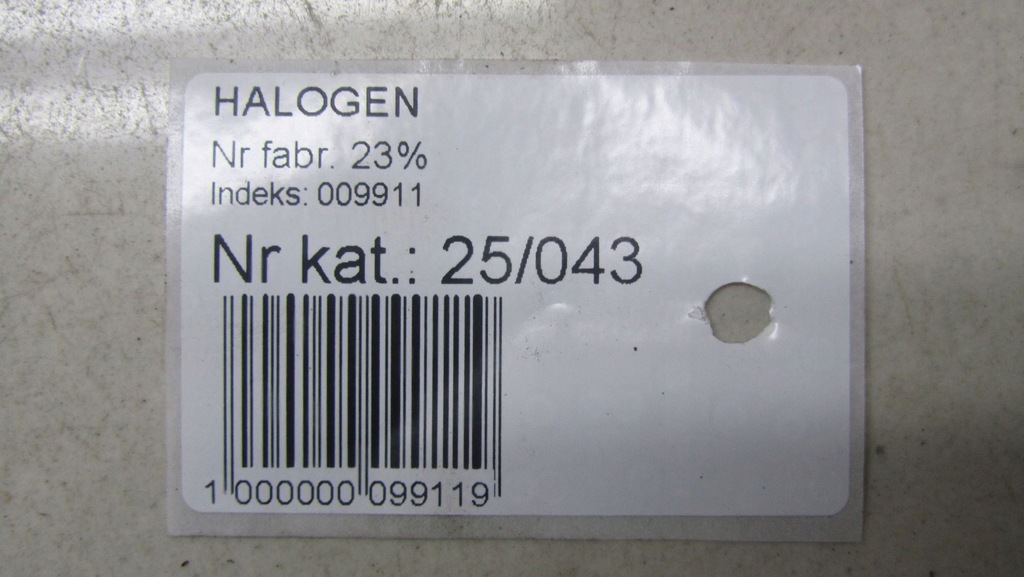 HALOGEN
Nr fabr. 23%
Indeks: 009911
Nr kat.: 25/043
1 000000 099119